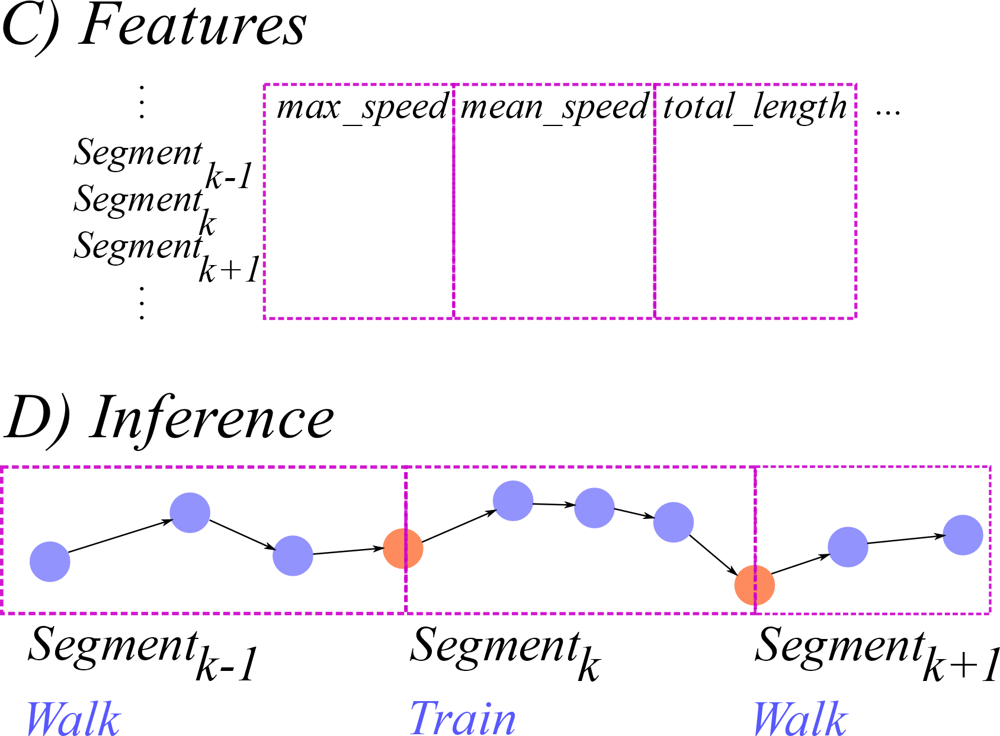 C) Features
⋮
max_speed mean_speed total_length ...
Segment k-1
Segment k
Segment k+1
⋮
D) Inference
Segment k-1 Segment k Segment k+1
Walk Train Walk